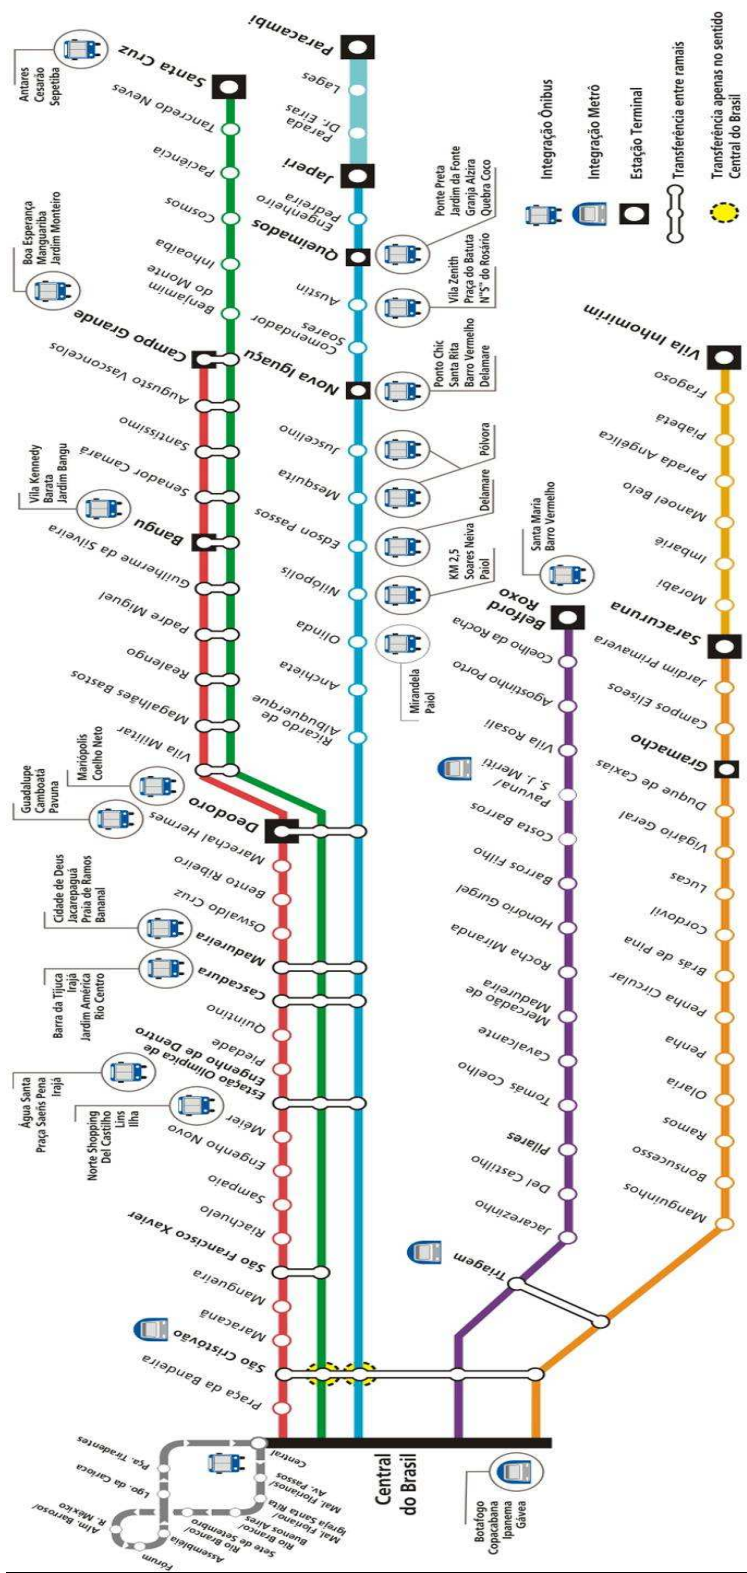 Antares
Cesarão
Sepetiba
Santa Cruz
Tancredo Neves
Paciência
Cosmos
Inhoaíba
Benjamim
do Monte
Boa Esperança
Manguariba
Jardim Monteiro
Campo Grande
Augusto Vasconcelos
Santíssimo
Senador Camará
Vila Kennedy
Barata
Jardim Bangu
Bangu
Guilherme da Silveira
Padre Miguel
Realengo
Magalhães Bastos
Vila Militar
Mariópolis
Coelho Neto
Guadalupe
Camboatá
Pavuna
Deodoro
Marechal Hermes
Bento Ribeiro
Oswaldo Cruz
Cidade de Deus
Jacarepaguá
Praia de Ramos
Bananal
Madureira
Barra da Tijuca
Irajá
Jardim América
Rio Centro
Cascadura
Quintino
Piedade
Estação Olímpica de
Engenho de Dentro
Água Santa
Praça Saeñs Pena
Irajá
Norte Shopping
Del Castilho
Lins
Ilha
Méier
Engenho Novo
Sampaio
Riachuelo
São Francisco Xavier
Mangueira
Maracanã
São Cristóvão
Praça da Bandeira
Paracambi
Lages
Parada
Dr. Eiras
Japeri
Engenheiro
Pedreira
Queimados
Ponte Preta
Jardim da Fonte
Granja Alzira
Quebra Coco
Austin
Vila Zenith
Praça do Batuta
NªSª do Rosário
Comendador
Soares
Nova Iguaçu
Ponto Chic
Santa Rita
Barro Vermelho
Delamare
Juscelino
Mesquita
Pólvora
Edson Passos
Delamare
Nilópolis
KM 2,5
Soares Neiva
Paiol
Olinda
Mirandela
Paiol
Anchieta
Ricardo de
Albuquerque
Santa Maria
Barro Vermelho
Belford
Roxo
Coelho da Rocha
Agostinho Porto
Vila Rosali
Pavuna/
S. J. Meriti
Costa Barros
Barros Filho
Honório Gurgel
Rocha Miranda
Mercadão de
Madureira
Cavalcante
Tomás Coelho
Pilares
Del Castilho
Jacarezinho
Triagem
Vila Inhomirim
Fragoso
Piabetá
Parada Angélica
Manoel Belo
Imbariê
Morabi
Saracuruna
Jardim Primavera
Campos Elíseos
Gramacho
Duque de Caxias
Vigário Geral
Lucas
Cordovil
Brás de Pina
Penha Circular
Penha
Olaria
Ramos
Bonsucesso
Manguinhos
Central
do Brasil
Botafogo
Copacabana
Ipanema
Gávea
Central
Av. Passos
Mal. Floriano/
Igreja Santa Rita
Mal. Floriano/
Rio Branco/
Buenos Aires
Rio Branco/
Sete de Setembro
Assembléia
Fórum
Alm. Barroso/
R. México
Lgo. da Carioca
Pça. Tiradentes
Integração Ônibus
Integração Metrô
Estação Terminal
Transferência entre ramais
Transferência apenas no sentido
Central do Brasil